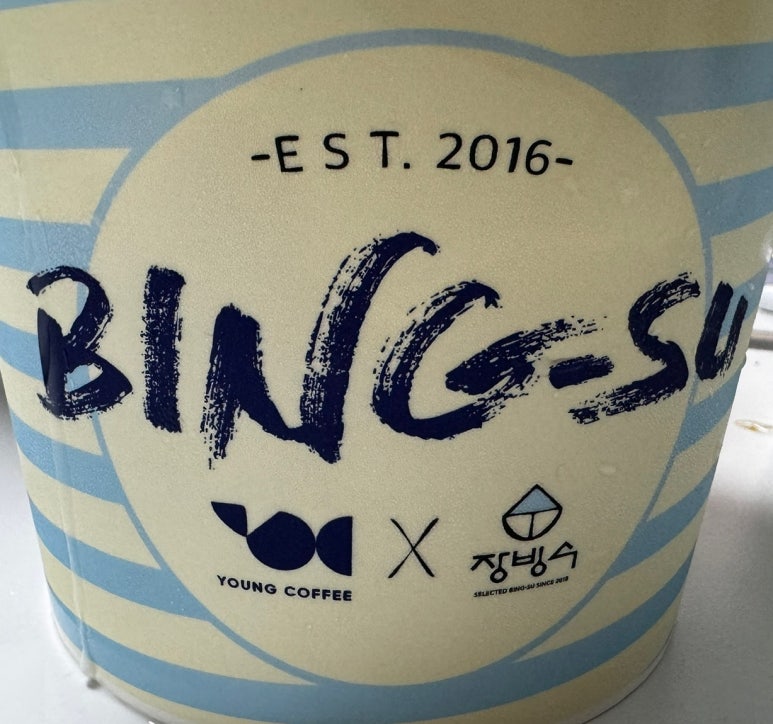 -EST. 2016-
BING-SU
YOUNG COFFEE X 장빙수
SELECTED BING-SU SINCE 2018